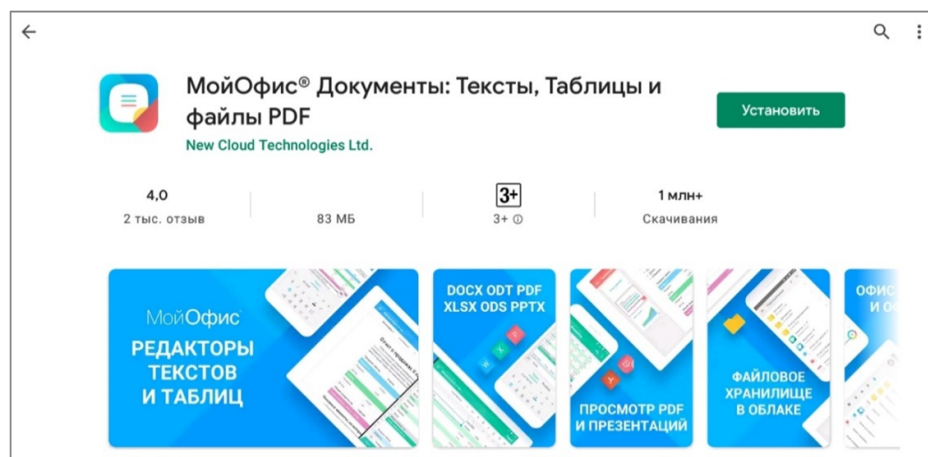 МойОфис® Документы: Тексты, Таблицы и
файлы PDF
New Cloud Technologies Ltd.
Установить
4,0
2 тыс. отзыв
83 МБ
3+
3+
1 млн+
Скачивания
МойОфис
РЕДАКТОРЫ
ТЕКСТОВ
И ТАБЛИЦ
DOCX ODT PDF
XLSX ODS PPTX
ПРОСМОТР PDF
И ПРЕЗЕНТАЦИЙ
ФАЙЛОВОЕ
ХРАНИЛИЩЕ
В ОБЛАКЕ
ОФИС
И О